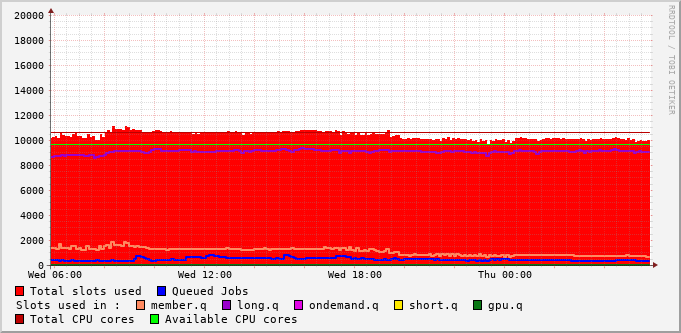 20000
18000
16000
14000
12000
10000
8000
6000
4000
2000
0
Wed 06:00 Wed 12:00 Wed 18:00 Thu 00:00
Total slots used Queued Jobs
Slots used in : member.q long.q ondemand.q short.q gpu.q
Total CPU cores Available CPU cores
RRDTOOL / TOBI OETIKER